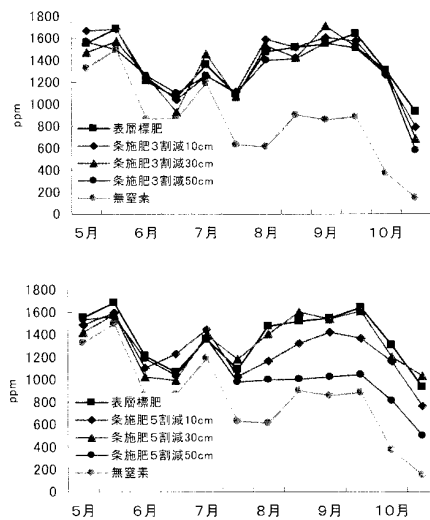 1800
1600
1400
1200
1000
800
600
400
200
0
ppm
表層標肥
条施肥3割減10cm
条施肥3割減30cm
条施肥3割減50cm
無窒素
5月 6月 7月 8月 9月 10月
1800
1600
1400
1200
1000
800
600
400
200
0
ppm
表層標肥
条施肥5割減10cm
条施肥5割減30cm
条施肥5割減50cm
無窒素
5月 6月 7月 8月 9月 10月